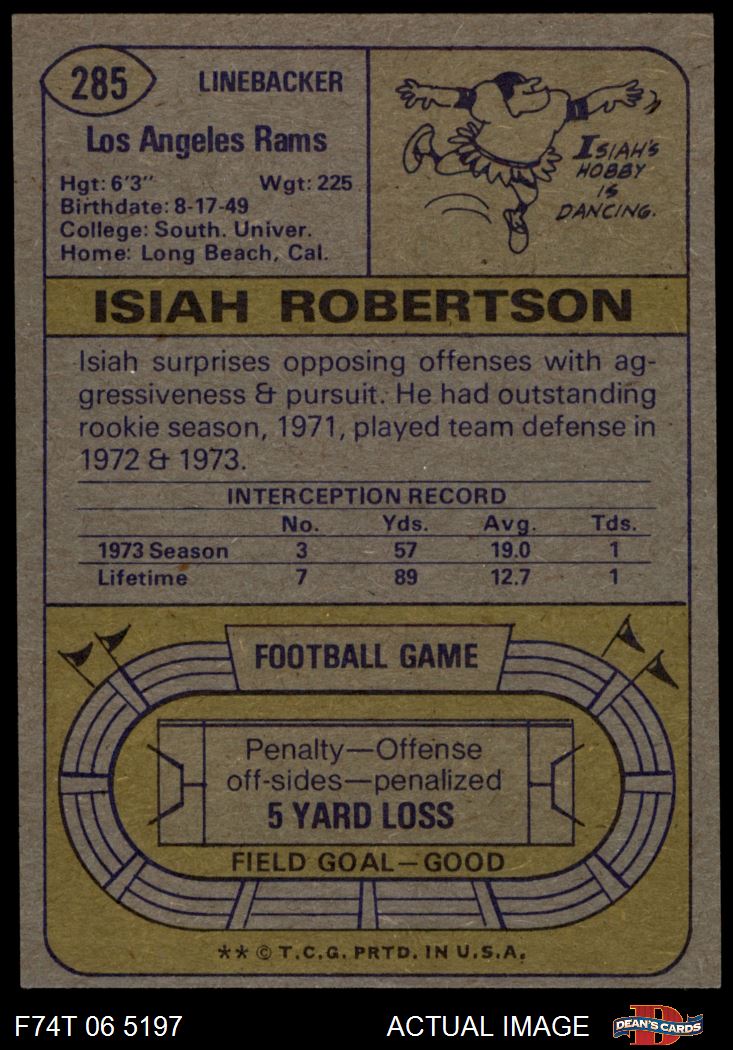 285
LINEBACKER
Los Angeles Rams
Hgt: 6'3" Wgt: 225
Birthdate: 8-17-49
College: South. Univer.
Home: Long Beach, Cal.
ISIAH'S
HOBBY
IS
DANCING.
ISIAH ROBERTSON
Isiah surprises opposing offenses with ag-
gressiveness & pursuit. He had outstanding
rookie season, 1971, played team defense in
1972 & 1973.
INTERCEPTION RECORD
No. Yds. Avg. Tds.
1973 Season 3 57 19.0 1
Lifetime 7 89 12.7 1
FOOTBALL GAME
Penalty—Offense
off-sides—penalized
5 YARD LOSS
FIELD GOAL—GOOD
** © T.C.G. PRTD. IN U.S.A.
F74T 06 5197 ACTUAL IMAGE
D
DEAN'S CARDS